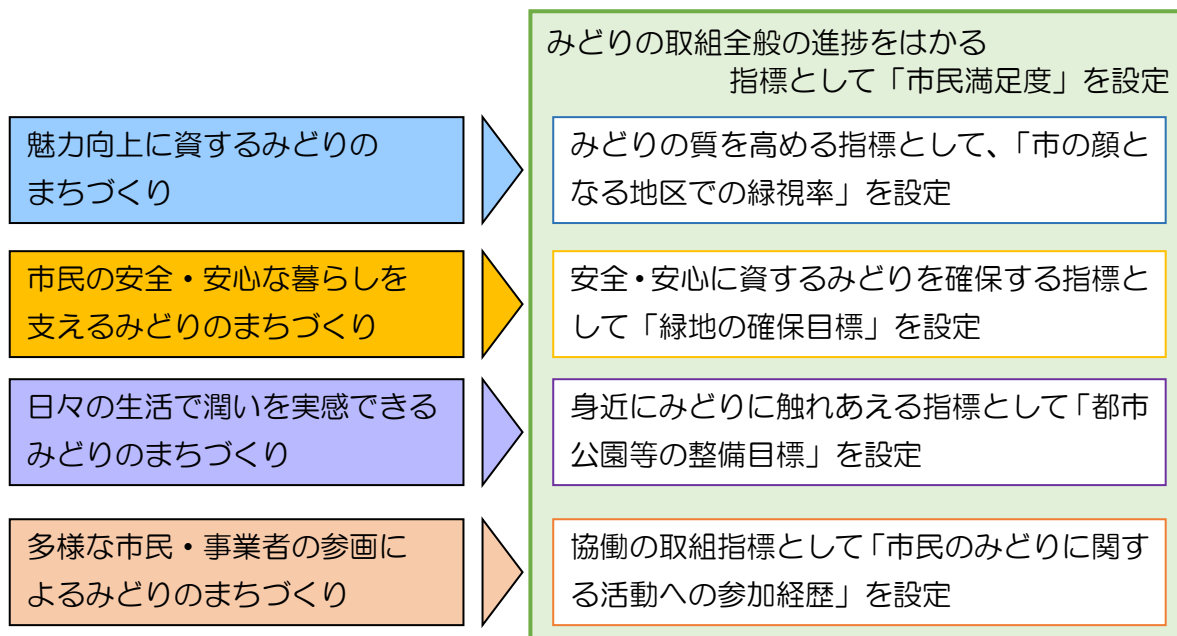 みどりの取組全般の進捗をはかる
指標として「市民満足度」を設定
魅力向上に資するみどりの
まちづくり
みどりの質を高める指標として、「市の顔と
なる地区での緑視率」を設定
市民の安全・安心な暮らしを
支えるみどりのまちづくり
安全・安心に資するみどりを確保する指標と
して「緑地の確保目標」を設定
日々の生活で潤いを実感できる
みどりのまちづくり
身近にみどりに触れあえる指標として「都市
公園等の整備目標」を設定
多様な市民・事業者の参画に
よるみどりのまちづくり
協働の取組指標として「市民のみどりに関す
る活動への参加経歴」を設定